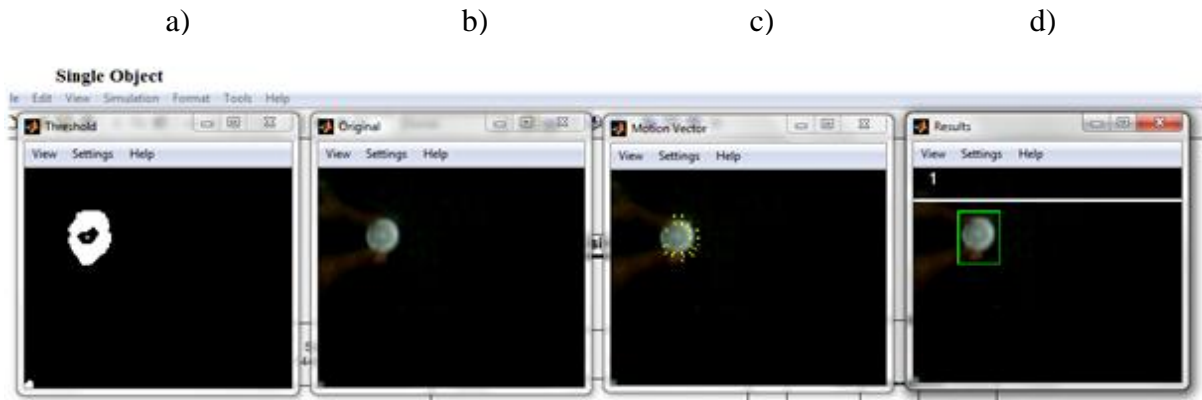 a) b) c) d)
Single Object
Edit View Simulation Format Tools Help
Threshold Original Motion Vector Results
View Settings Help View Settings Help View Settings Help View Settings Help
1